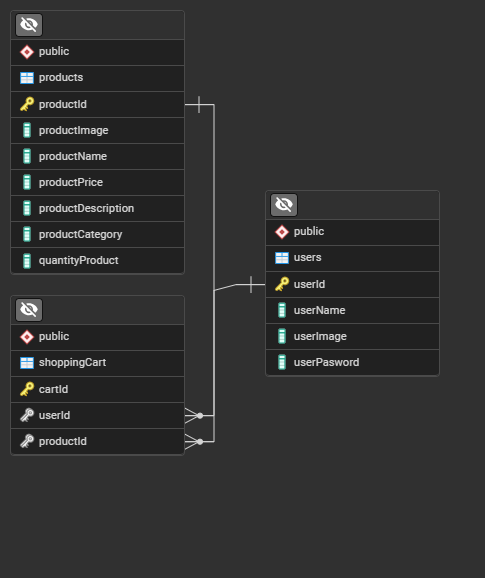 public
products
productId
productImage
productName
productPrice
productDescription
productCategory
quantityProduct
public
shoppingCart
cartId
userId
productId
public
users
userId
userName
userImage
userPasword